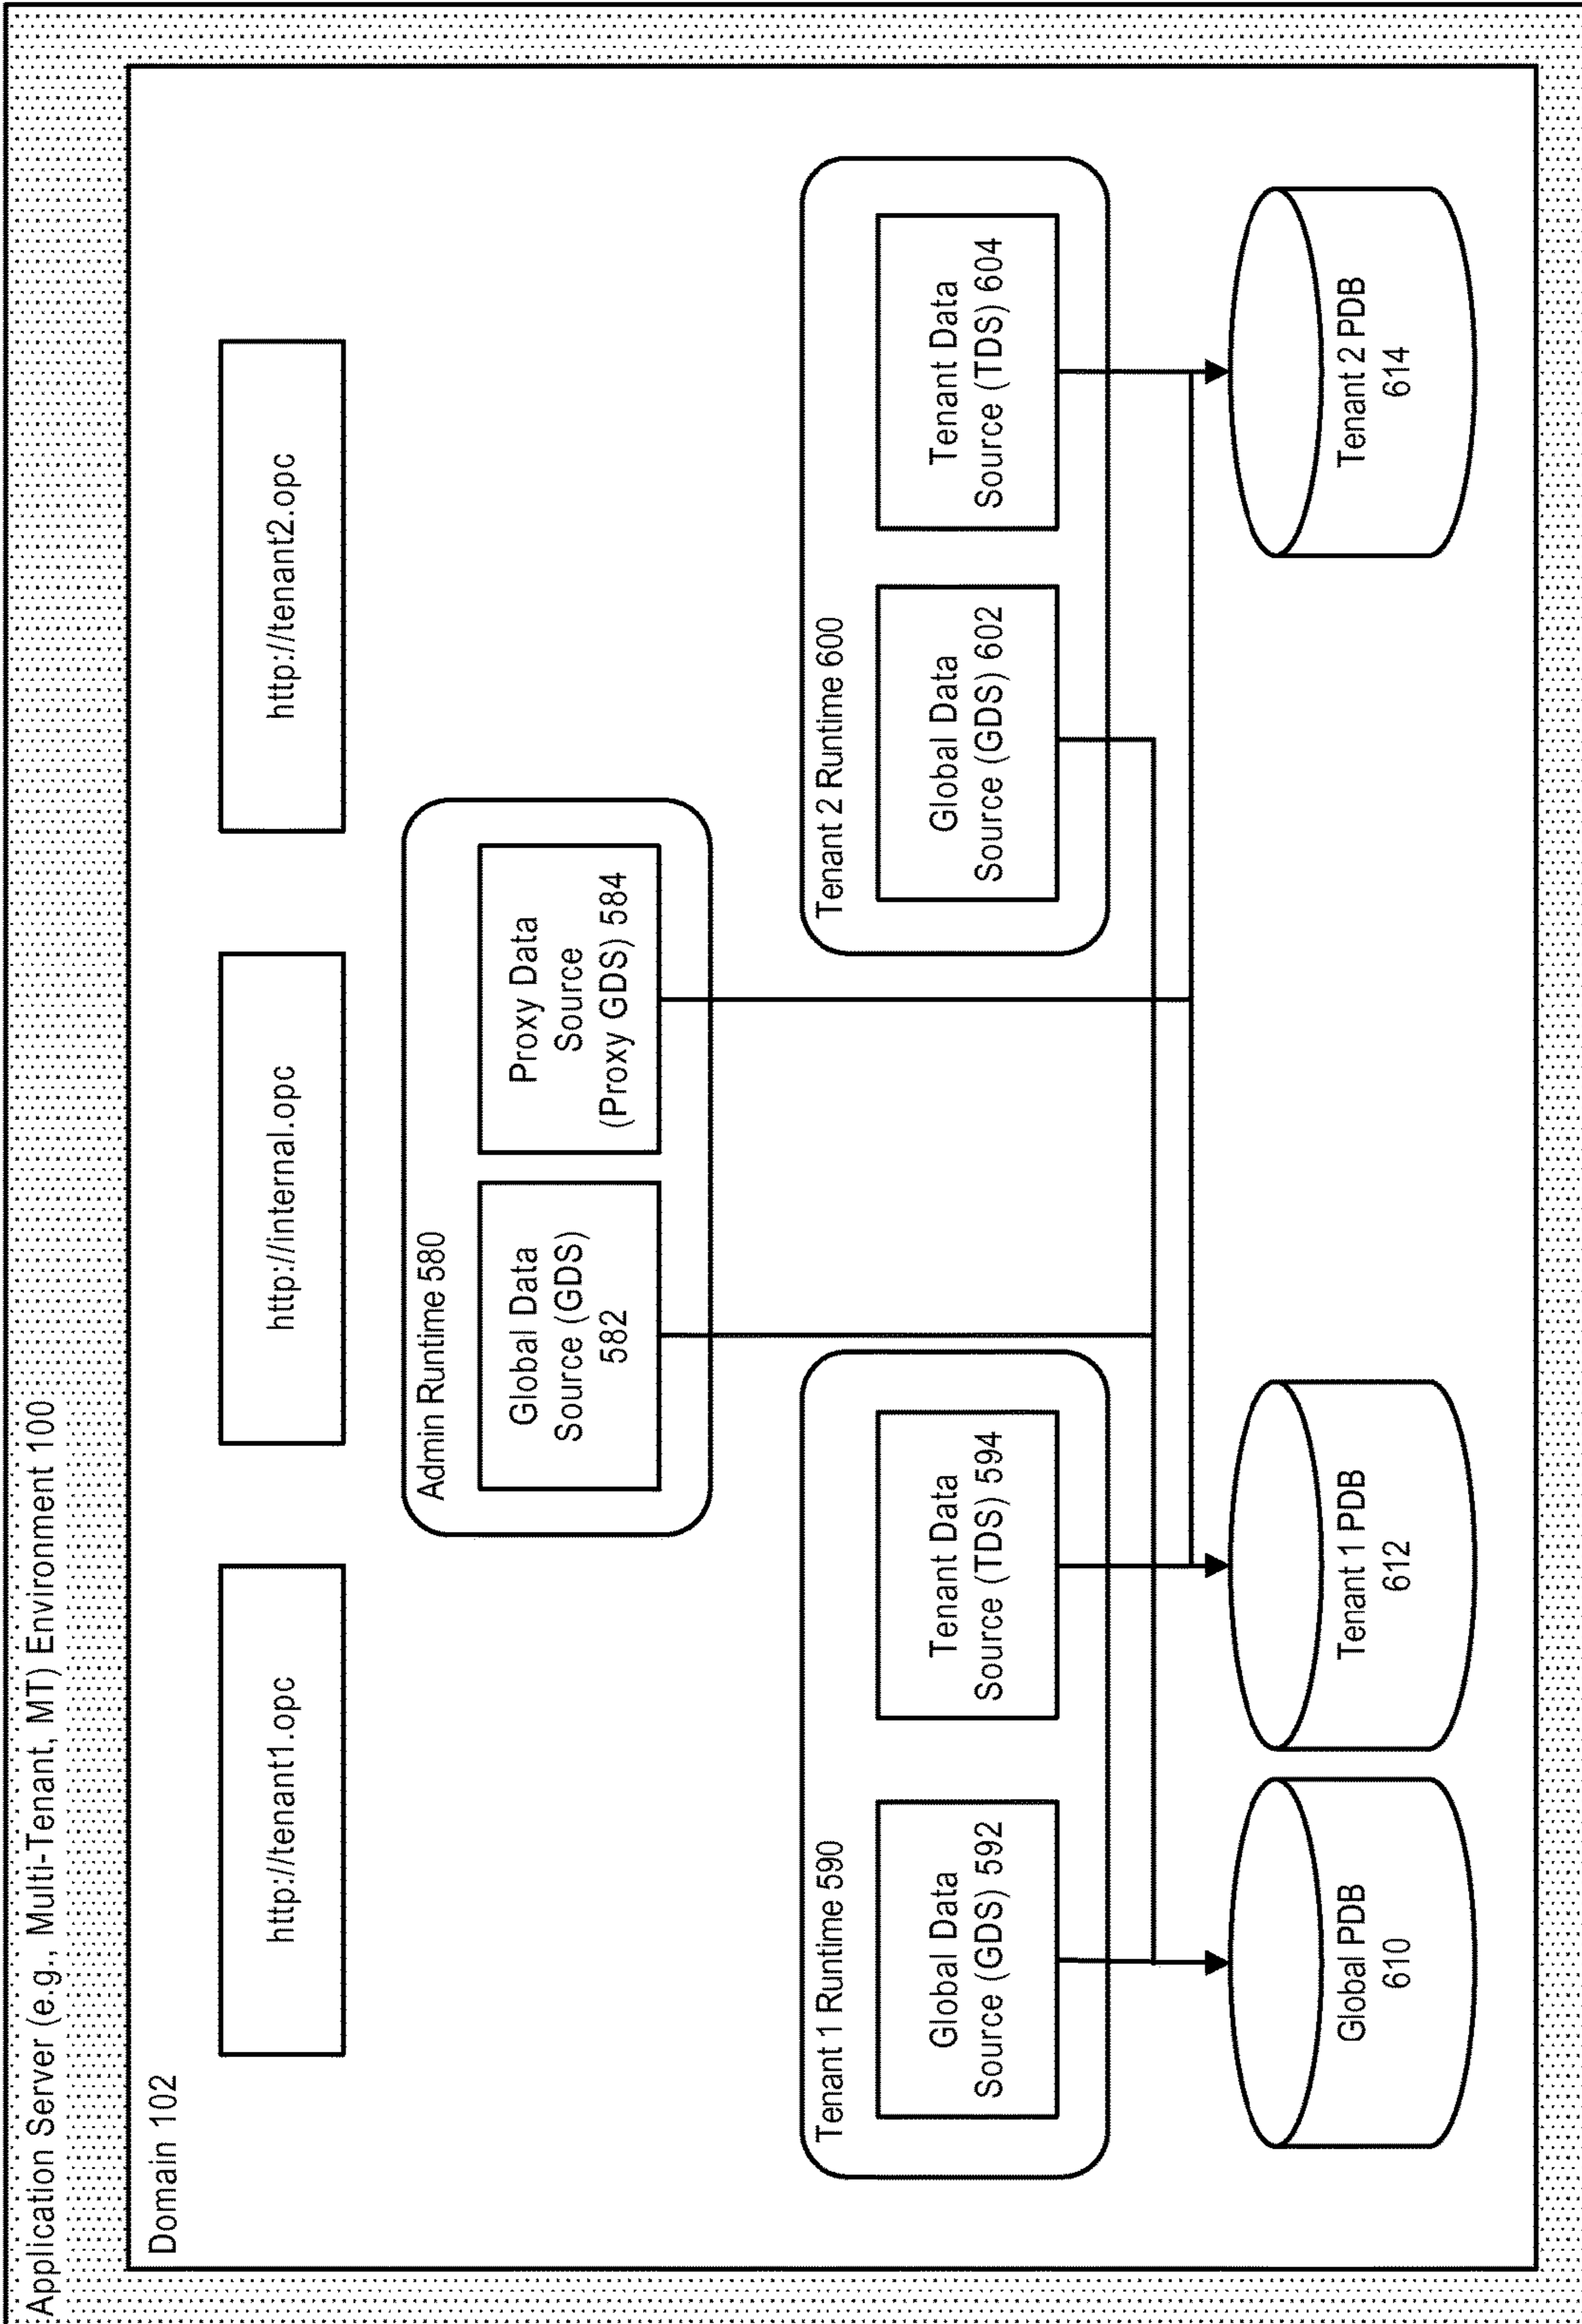 Application Server (e.g., Multi-Tenant, MT) Environment 100
Domain 102
http://tenant1.opc
http://internal.opc
http://tenant2.opc
Admin Runtime 580
Global Data
Source (GDS)
582
Proxy Data
Source
(Proxy GDS) 584
Tenant 1 Runtime 590
Global Data
Source (GDS) 592
Tenant Data
Source (TDS) 594
Tenant 2 Runtime 600
Global Data
Source (GDS) 602
Tenant Data
Source (TDS) 604
Global PDB
610
Tenant 1 PDB
612
Tenant 2 PDB
614